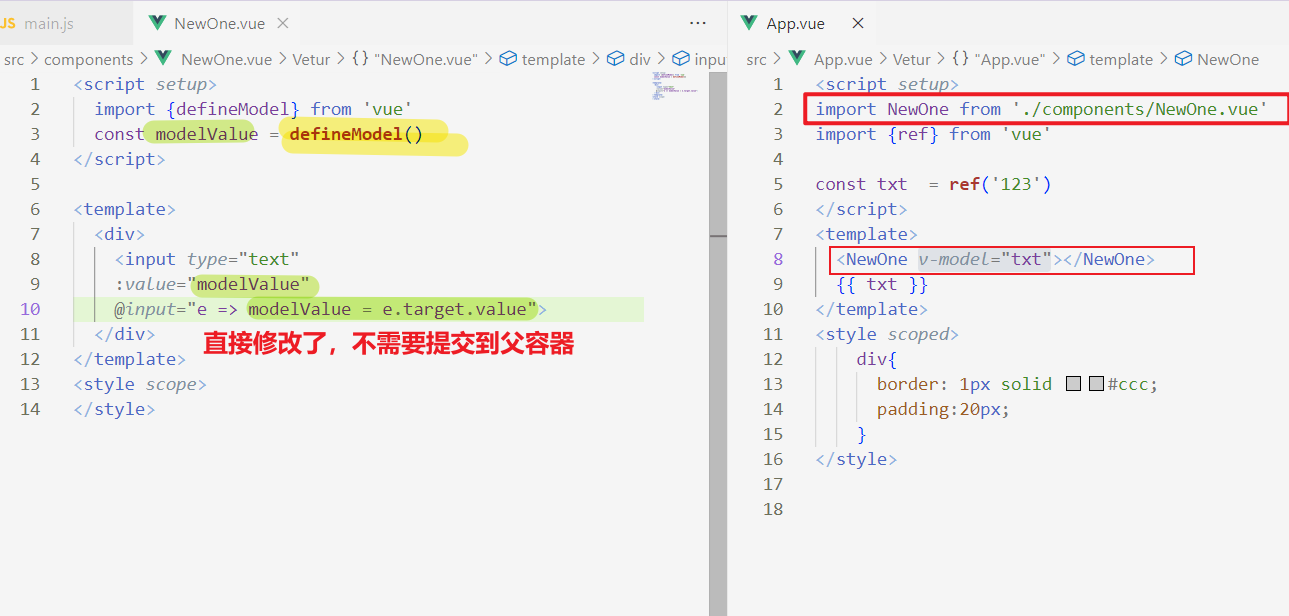 JS main.js
NewOne.vue ×
···
src > components > NewOne.vue > Vetur > {} "NewOne.vue" > template > div > input
1 <script setup>
2 import {defineModel} from 'vue'
3 const modelValue = defineModel()
4 </script>
5
6 <template>
7 <div>
8 <input type="text"
9 :value="modelValue"
10 @input="e => modelValue = e.target.value">
11 </div>
直接修改了，不需要提交到父容器
12 </template>
13 <style scope>
14 </style>
App.vue ×
src > App.vue > Vetur > {} "App.vue" > template > NewOne
1 <script setup>
2 import NewOne from './components/NewOne.vue'
3 import {ref} from 'vue'
4
5 const txt = ref('123')
6 </script>
7 <template>
8 <NewOne v-model="txt"></NewOne>
9 {{ txt }}
10 </template>
11 <style scoped>
12 div{
13 border: 1px solid #ccc;
14 padding:20px;
15 }
16 </style>
17
18